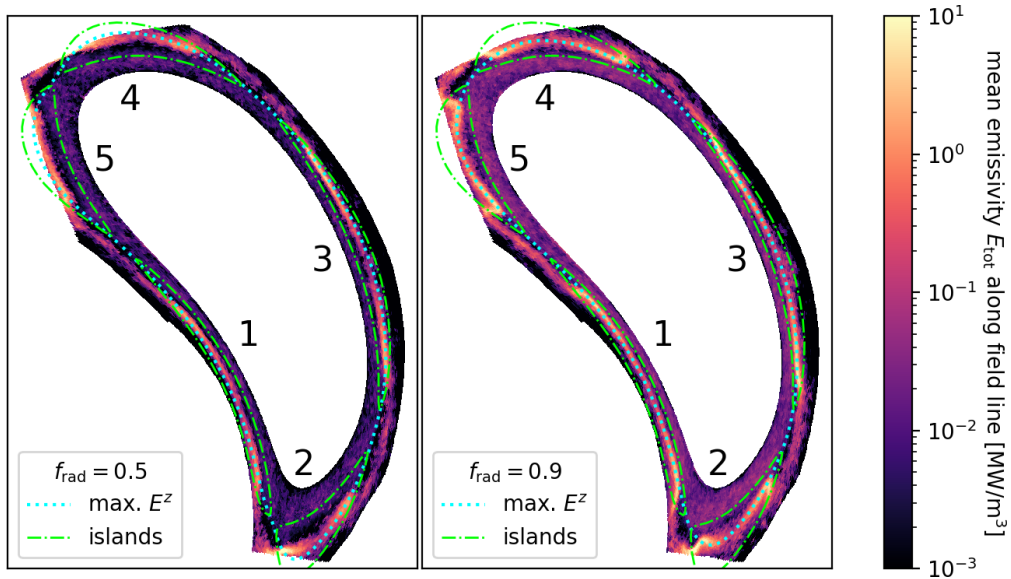 4
5
3
1
2
f_rad = 0.5
max. E^z
islands
4
5
3
1
2
f_rad = 0.9
max. E^z
islands
10^1
10^0
10^−1
10^−2
10^−3
mean emissivity E_tot along field line [MW/m^3]